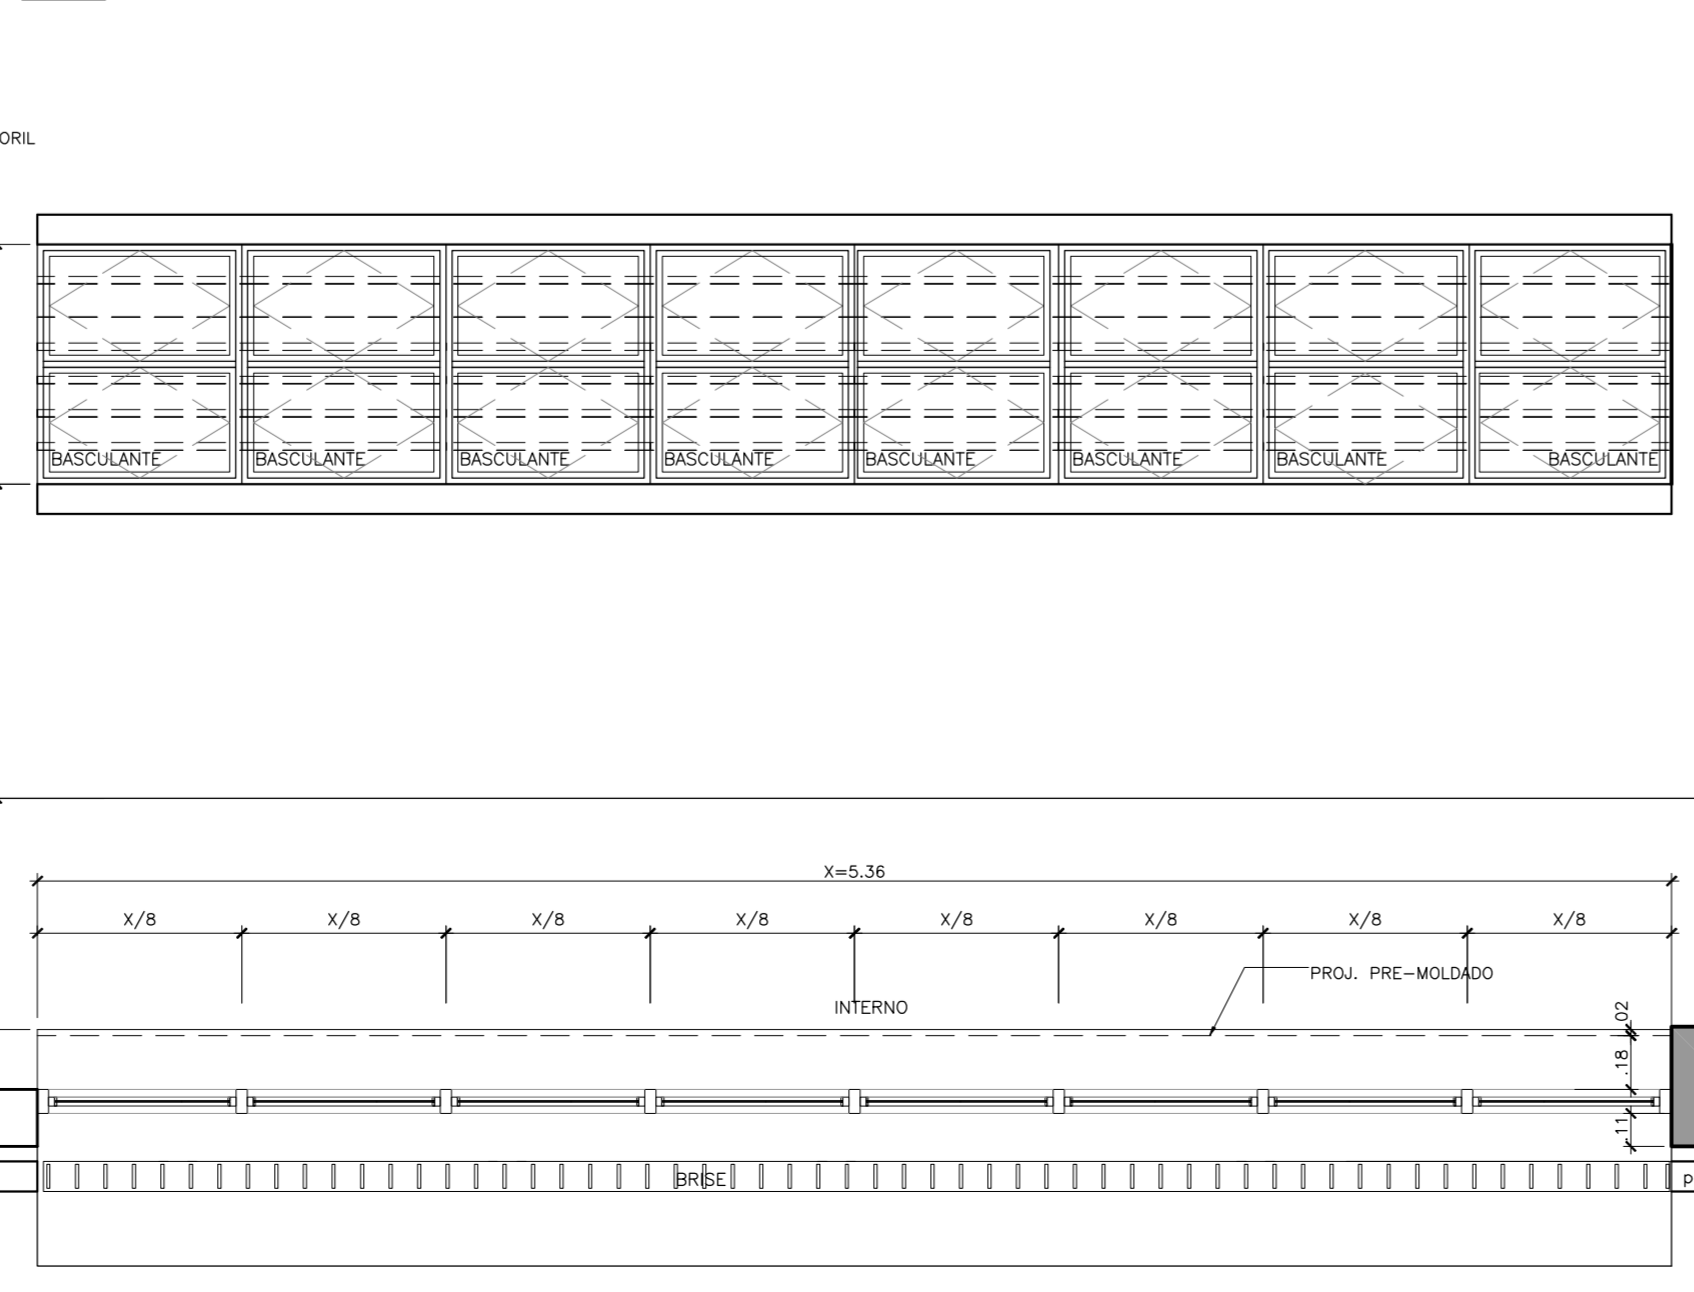 ORIL
BASCULANTE BASCULANTE BASCULANTE BASCULANTE BASCULANTE BASCULANTE BASCULANTE BASCULANTE
X=5.36
X/8 X/8 X/8 X/8 X/8 X/8 X/8 X/8
PROJ. PRE-MOLDADO
INTERNO
.02
.18
.11
BRISE
p